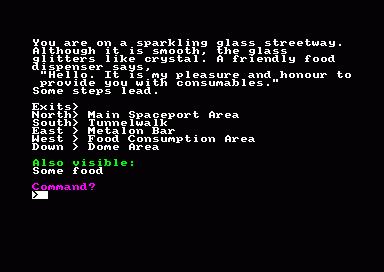 You are on a sparkling glass streetway.
Although it is smooth, the glass
glitters like crystal. A friendly food
dispenser says,
"Hello. It is my pleasure and honour to
provide you with consumables."
Some steps lead.
Exits>
North> Main Spaceport Area
South> Tunnelwalk
East > Metalon Bar
West > Food Consumption Area
Down > Dome Area
Also visible:
Some food
Command?
>